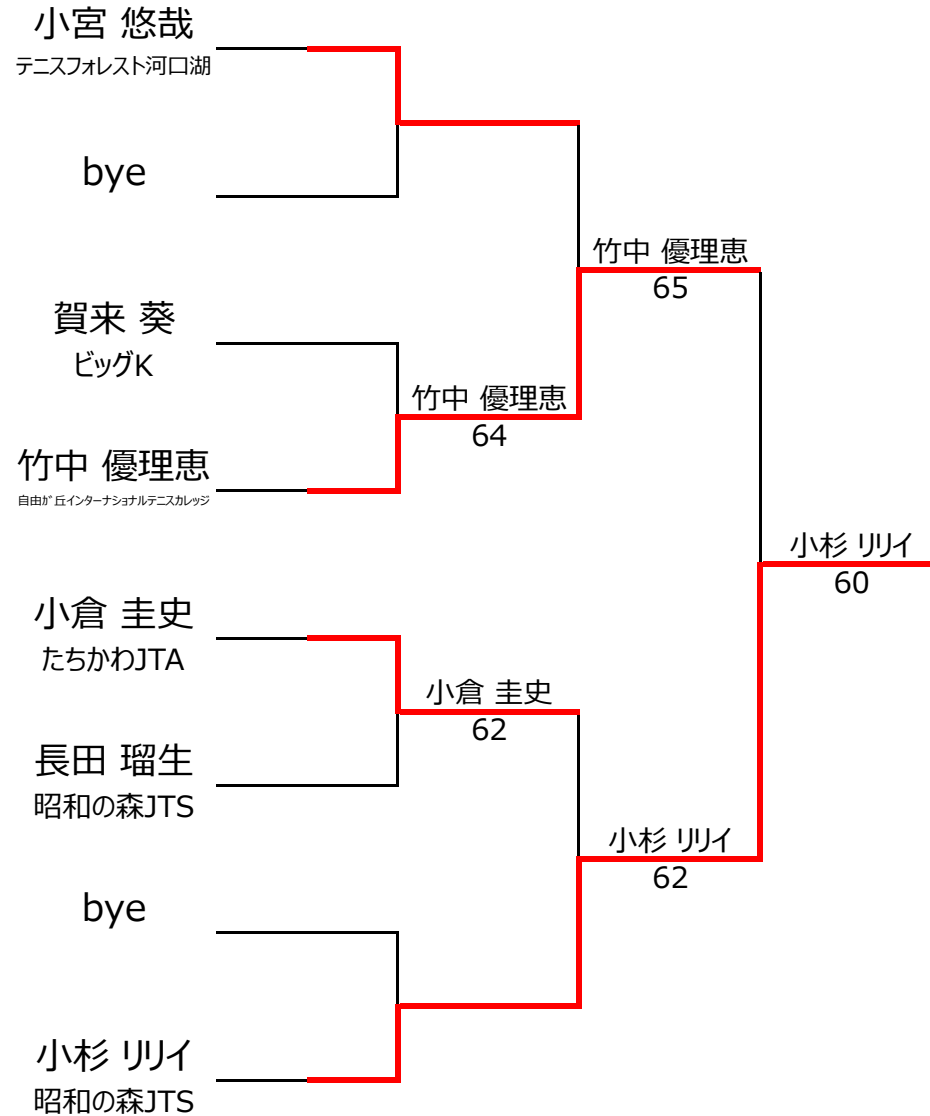 小宮 悠哉
テニスフォレスト河口湖
bye
竹中 優理恵
65
賀来 葵
ビッグK
竹中 優理恵
64
竹中 優理恵
自由が丘インターナショナルテニスカレッジ
小杉 リリイ
60
小倉 圭史
たちかわJTA
小倉 圭史
62
長田 瑠生
昭和の森JTS
小杉 リリイ
62
bye
小杉 リリイ
昭和の森JTS